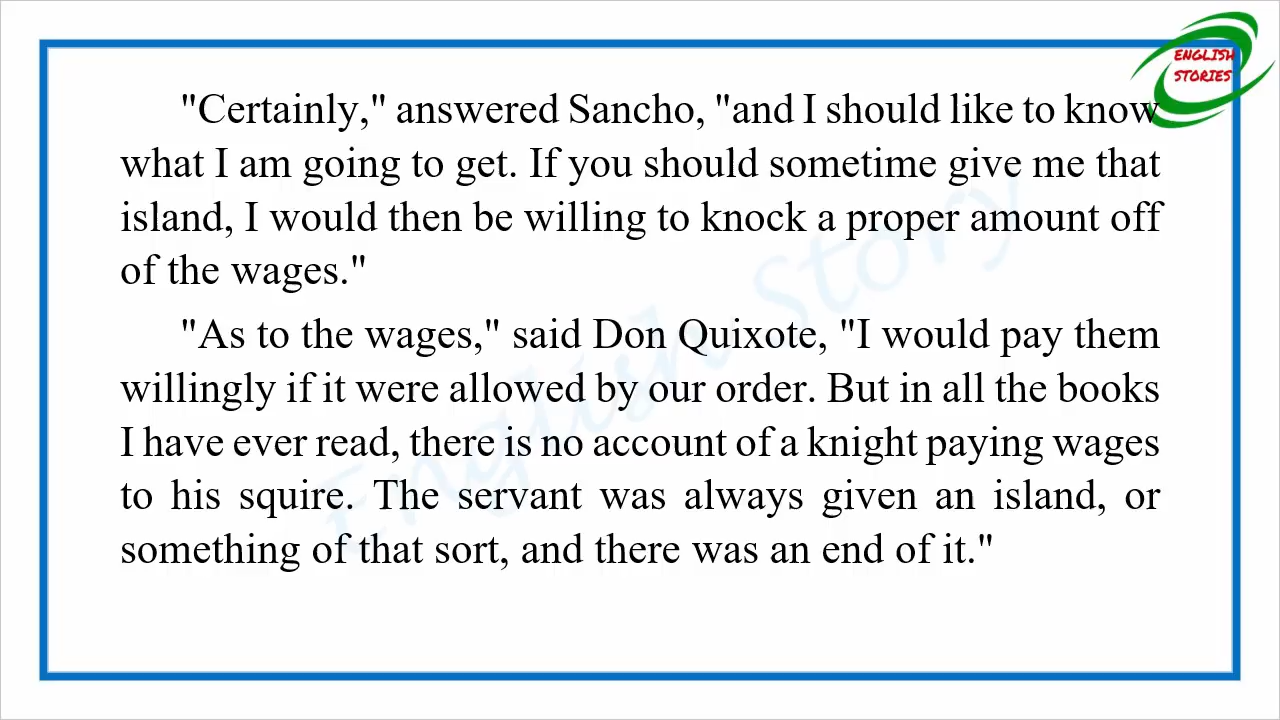 ENGLISH
STORIES
"Certainly," answered Sancho, "and I should like to know
what I am going to get. If you should sometime give me that
island, I would then be willing to knock a proper amount off
of the wages."
"As to the wages," said Don Quixote, "I would pay them
willingly if it were allowed by our order. But in all the books
I have ever read, there is no account of a knight paying wages
to his squire. The servant was always given an island, or
something of that sort, and there was an end of it."
English Story